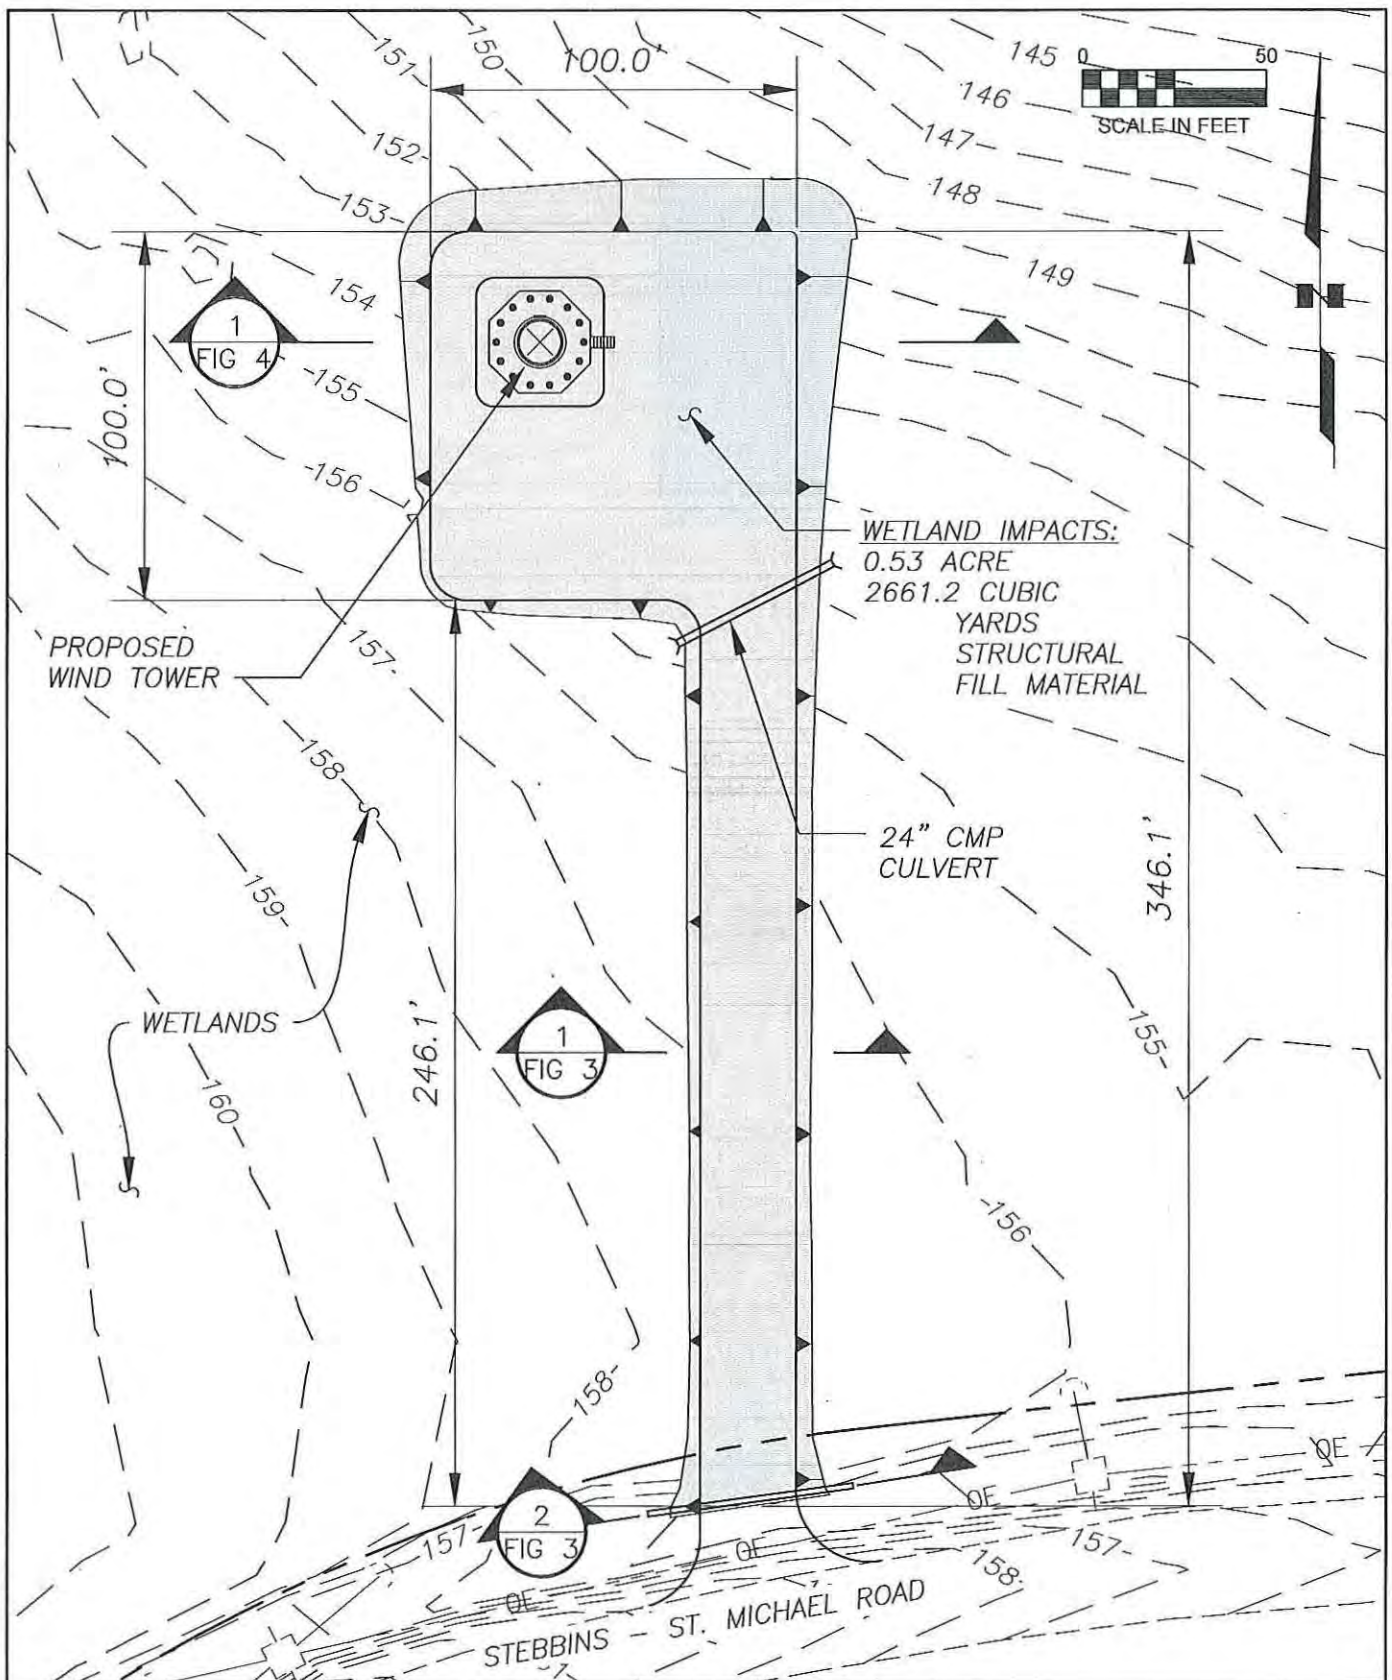 151
150
100.0'
145
0 50
SCALE IN FEET
146
147
148
152
153
149
N
154
100.0'
1
FIG 4
155
156
WETLAND IMPACTS:
0.53 ACRE
2661.2 CUBIC
YARDS
STRUCTURAL
FILL MATERIAL
PROPOSED
WIND TOWER
157
158
24" CMP
CULVERT
346.1'
159
WETLANDS
246.1'
1
FIG 3
155
160
156
158
OE
OE
2
FIG 3
157
OE
157
158
OE
STEBBINS - ST. MICHAEL ROAD